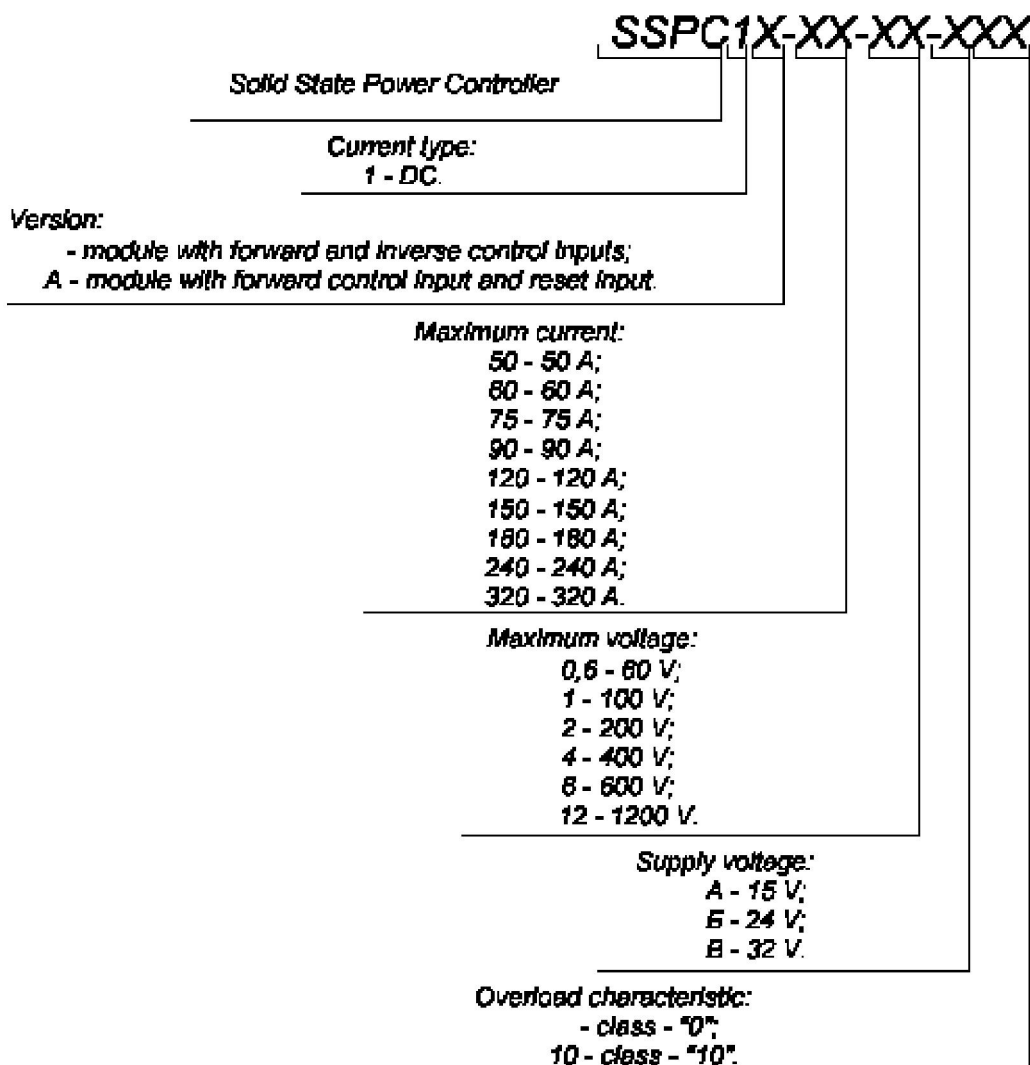 SSPC1X-XX-XX-XXX
Solid State Power Controller
Current type:
1 - DC.
Version:
- module with forward and inverse control inputs;
A - module with forward control input and reset input.
Maximum current:
50 - 50 A;
60 - 60 A;
75 - 75 A;
90 - 90 A;
120 - 120 A;
150 - 150 A;
180 - 180 A;
240 - 240 A;
320 - 320 A.
Maximum voltage:
0,6 - 60 V;
1 - 100 V;
2 - 200 V;
4 - 400 V;
6 - 600 V;
12 - 1200 V.
Supply voltage:
А - 15 V;
Б - 24 V;
В - 32 V.
Overload characteristic:
- class - "0";
10 - class - "10".